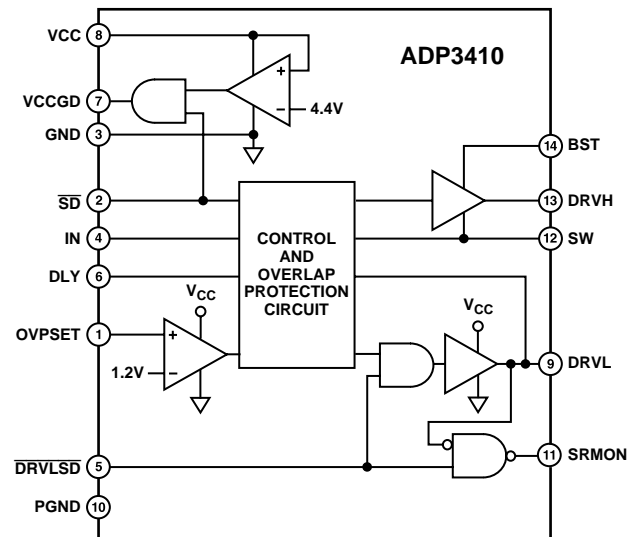 ADP3410
VCC 8
VCCGD 7
GND 3
+
−
4.4V
SD 2
IN 4
DLY 6
OVPSET 1
1.2V
+
−
VCC
CONTROL
AND
OVERLAP
PROTECTION
CIRCUIT
VCC
14 BST
13 DRVH
12 SW
9 DRVL
11 SRMON
DRVLSD 5
PGND 10